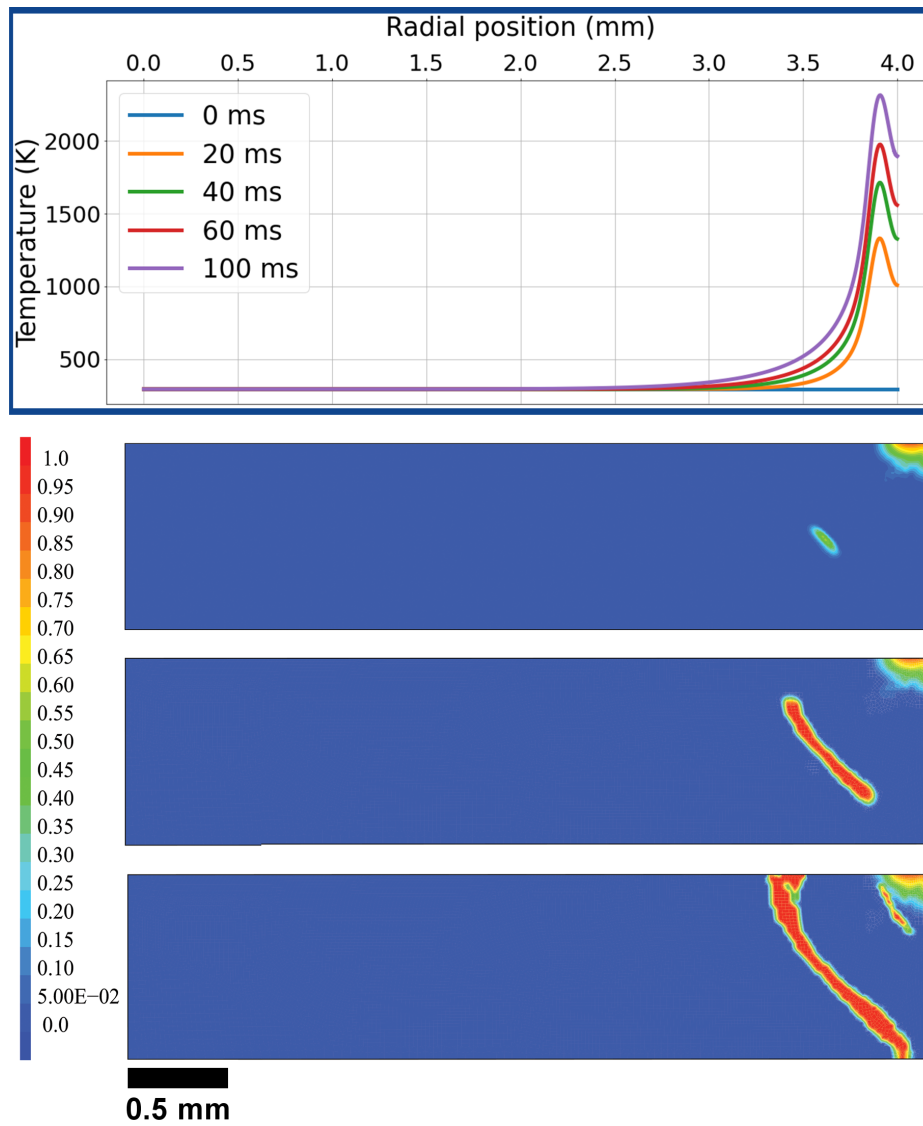 Radial position (mm)
0.0 0.5 1.0 1.5 2.0 2.5 3.0 3.5 4.0
Temperature (K)
2000
1500
1000
500
0 ms
20 ms
40 ms
60 ms
100 ms
1.0
0.95
0.90
0.85
0.80
0.75
0.70
0.65
0.60
0.55
0.50
0.45
0.40
0.35
0.30
0.25
0.20
0.15
0.10
5.00E−02
0.0
0.5 mm